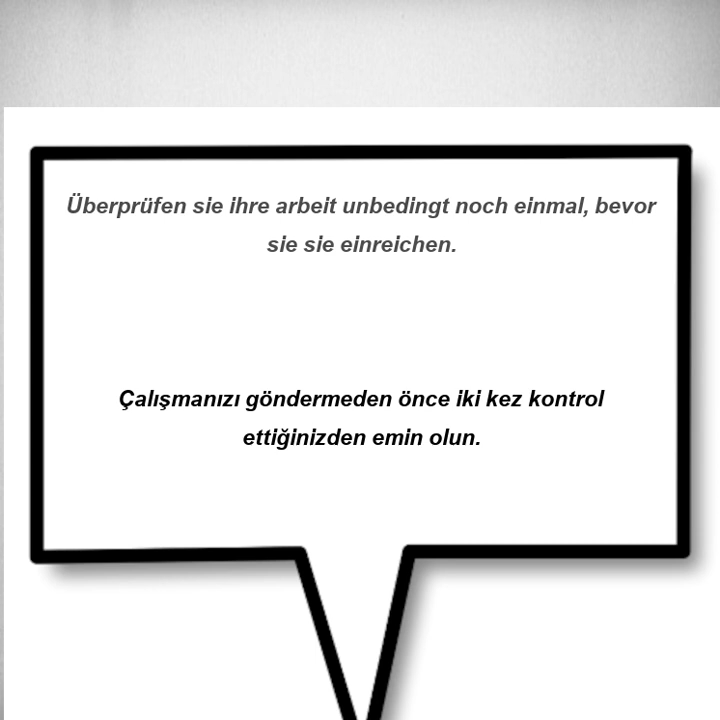 Überprüfen sie ihre arbeit unbedingt noch einmal, bevor
sie sie einreichen.
Çalışmanızı göndermeden önce iki kez kontrol
ettiğinizden emin olun.